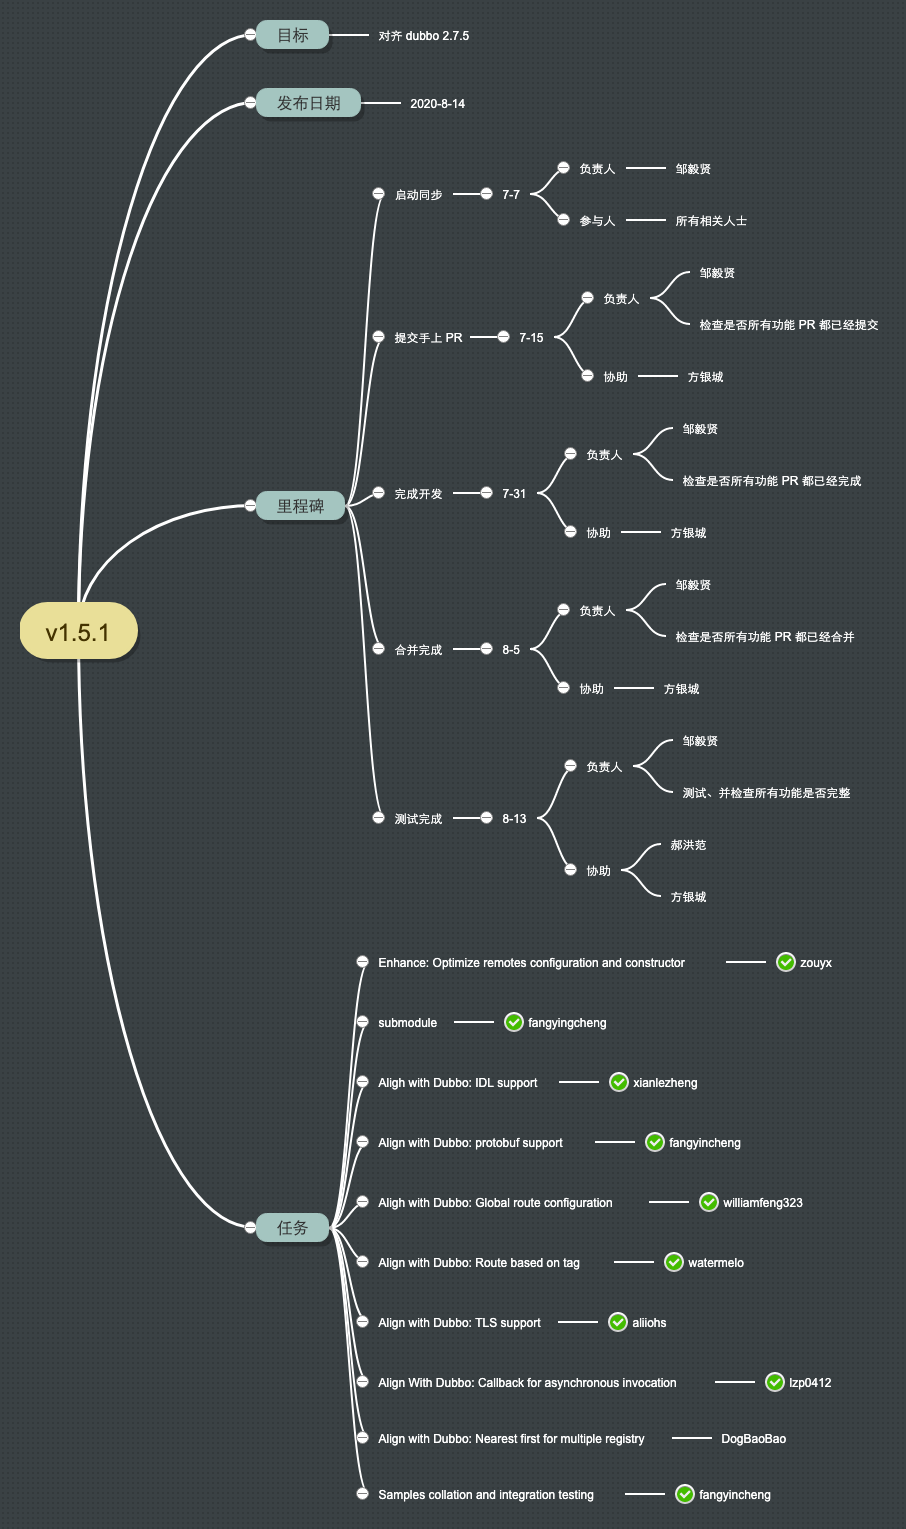 目标
对齐 dubbo 2.7.5
发布日期
2020-8-14
v1.5.1
里程碑
启动同步
7-7
负责人
邹毅贤
参与人
所有相关人士
提交手上 PR
7-15
负责人
邹毅贤
检查是否所有功能 PR 都已经提交
协助
方银城
完成开发
7-31
负责人
邹毅贤
检查是否所有功能 PR 都已经完成
协助
方银城
合并完成
8-5
负责人
邹毅贤
检查是否所有功能 PR 都已经合并
协助
方银城
测试完成
8-13
负责人
邹毅贤
测试、并检查所有功能是否完整
协助
郝洪范
方银城
任务
Enhance: Optimize remotes configuration and constructor
zouyx
submodule
fangyingcheng
Aligh with Dubbo: IDL support
xianlezheng
Align with Dubbo: protobuf support
fangyincheng
Aligh with Dubbo: Global route configuration
williamfeng323
Align with Dubbo: Route based on tag
watermelo
Align with Dubbo: TLS support
aliiohs
Align With Dubbo: Callback for asynchronous invocation
lzp0412
Align with Dubbo: Nearest first for multiple registry
DogBaoBao
Samples collation and integration testing
fangyincheng